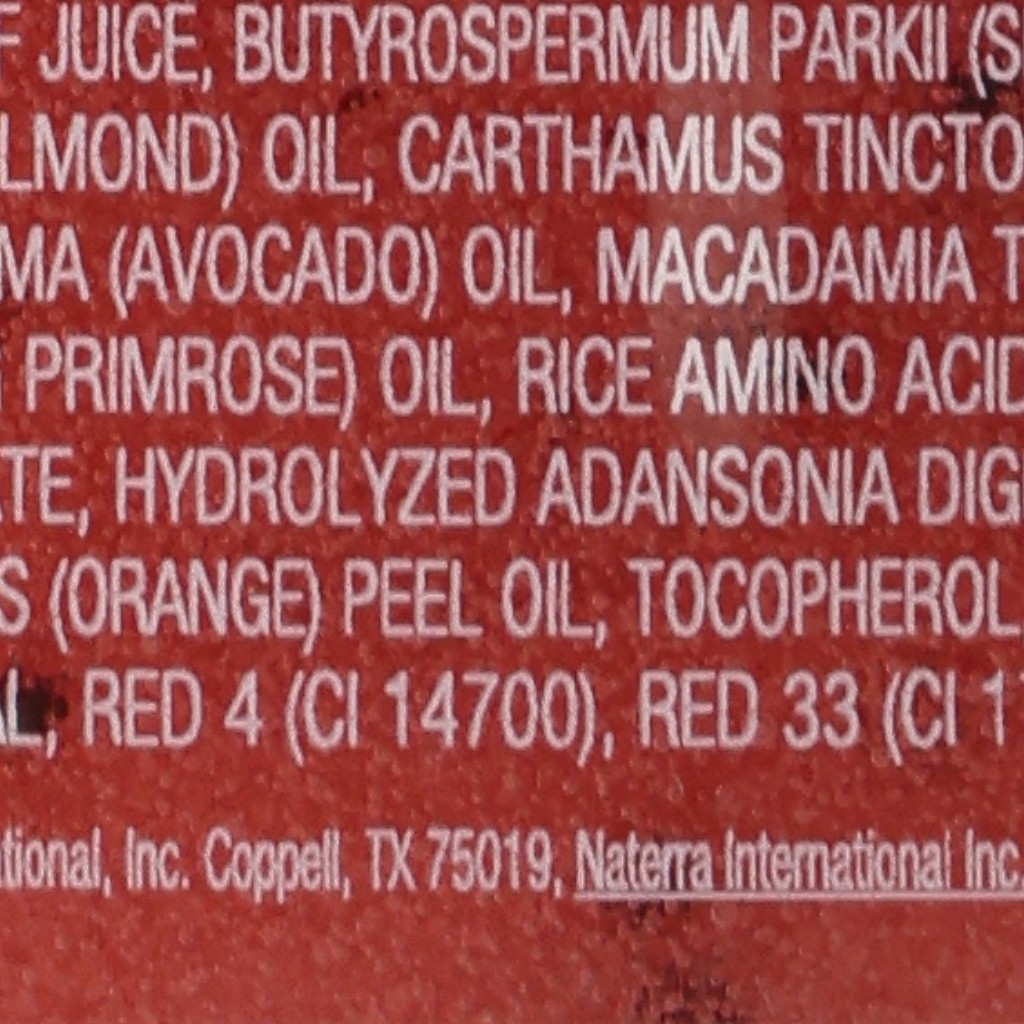 JUICE, BUTYROSPERMUM PARKII (S
LMOND) OIL, CARTHAMUS TINCTO
MA (AVOCADO) OIL, MACADAMIA T
PRIMROSE) OIL, RICE AMINO ACID
TE, HYDROLYZED ADANSONIA DIG
S (ORANGE) PEEL OIL, TOCOPHEROL
AL, RED 4 (CI 14700), RED 33 (CI 1
tional, Inc. Coppell, TX 75019, Naterra International Inc.